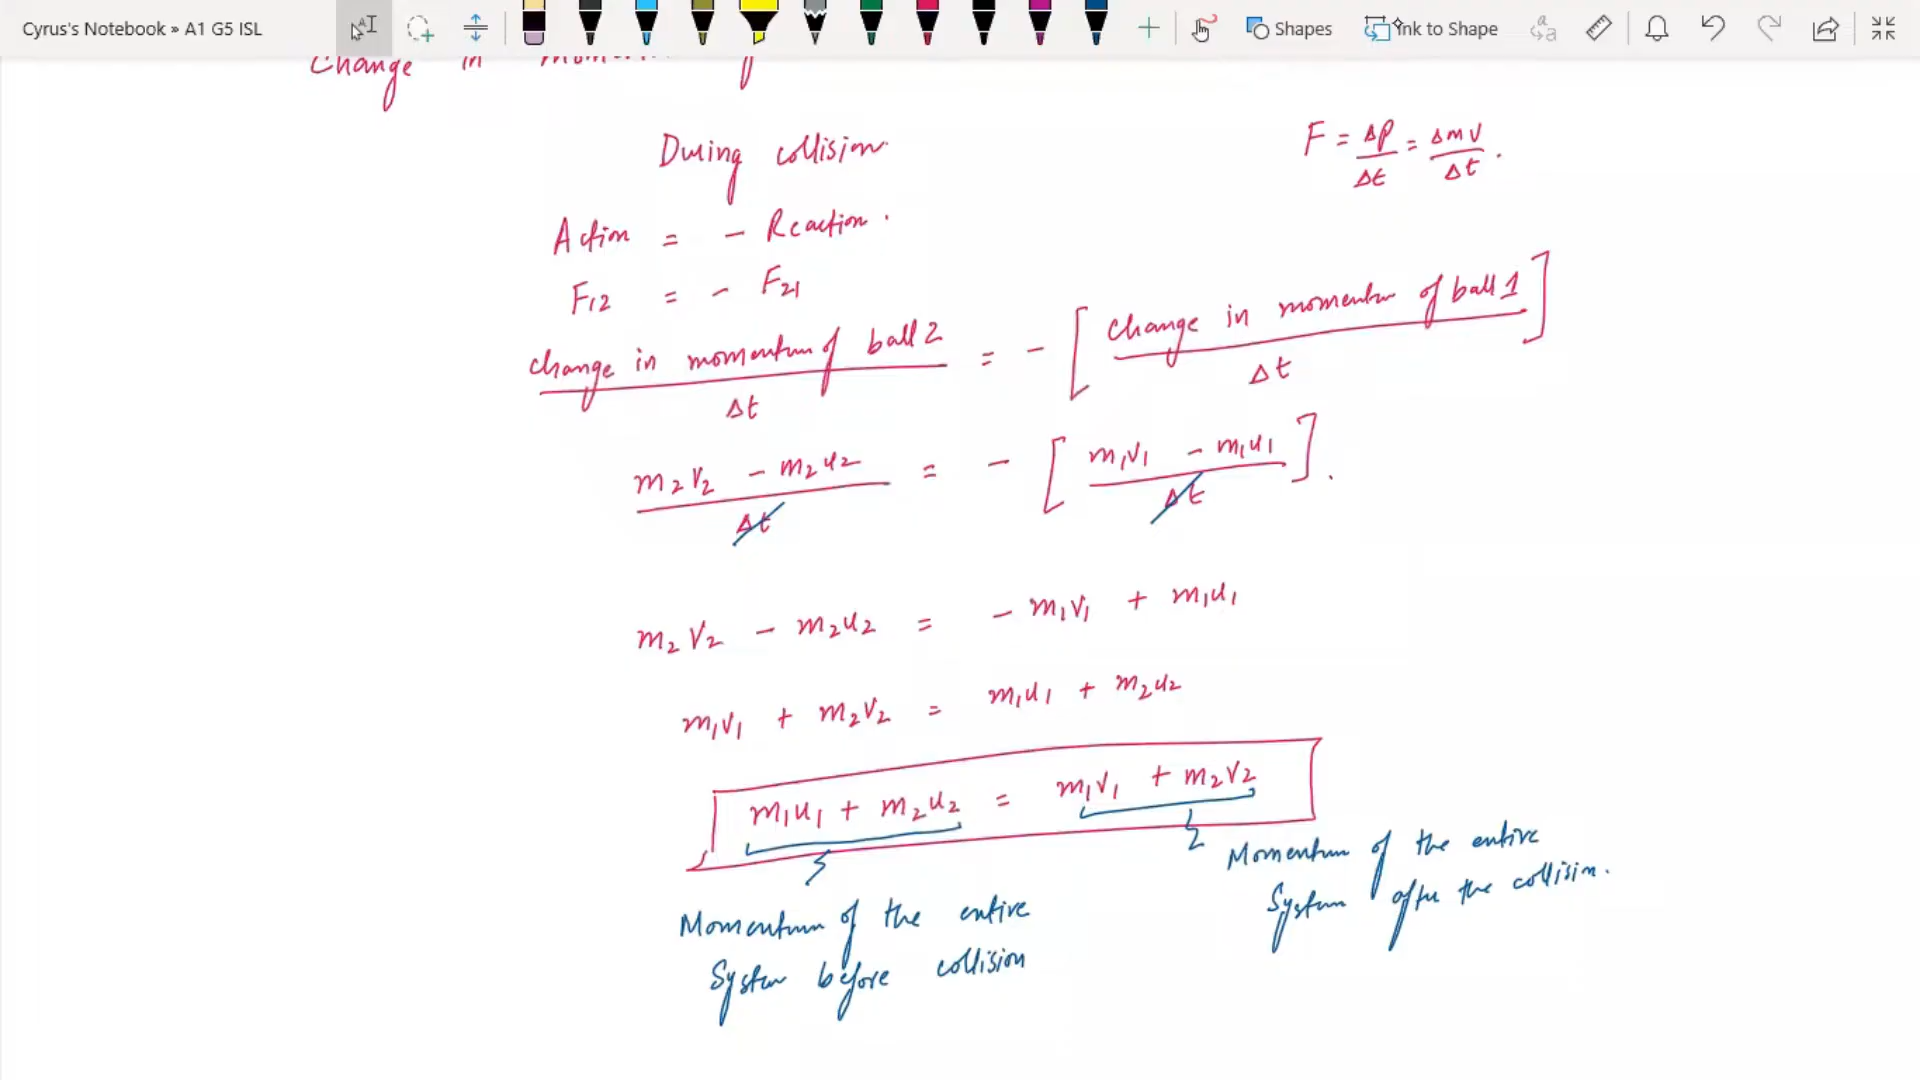 Cyrus's Notebook » A1 G5 ISL
Shapes
Ink to Shape
Change in
During collision
F = Δp/Δt = Δmv/Δt.
Action = - Reaction.
F12 = - F21
change in momentum of ball 2 / Δt = - [change in momentum of ball 1 / Δt]
m2v2 - m2u2 / Δt = - [m1v1 - m1u1 / Δt].
m2v2 - m2u2 = - m1v1 + m1u1
m1v1 + m2v2 = m1u1 + m2u2
m1u1 + m2u2 = m1v1 + m2v2
Momentum of the entire
System before collision
Momentum of the entire
System after the collision.